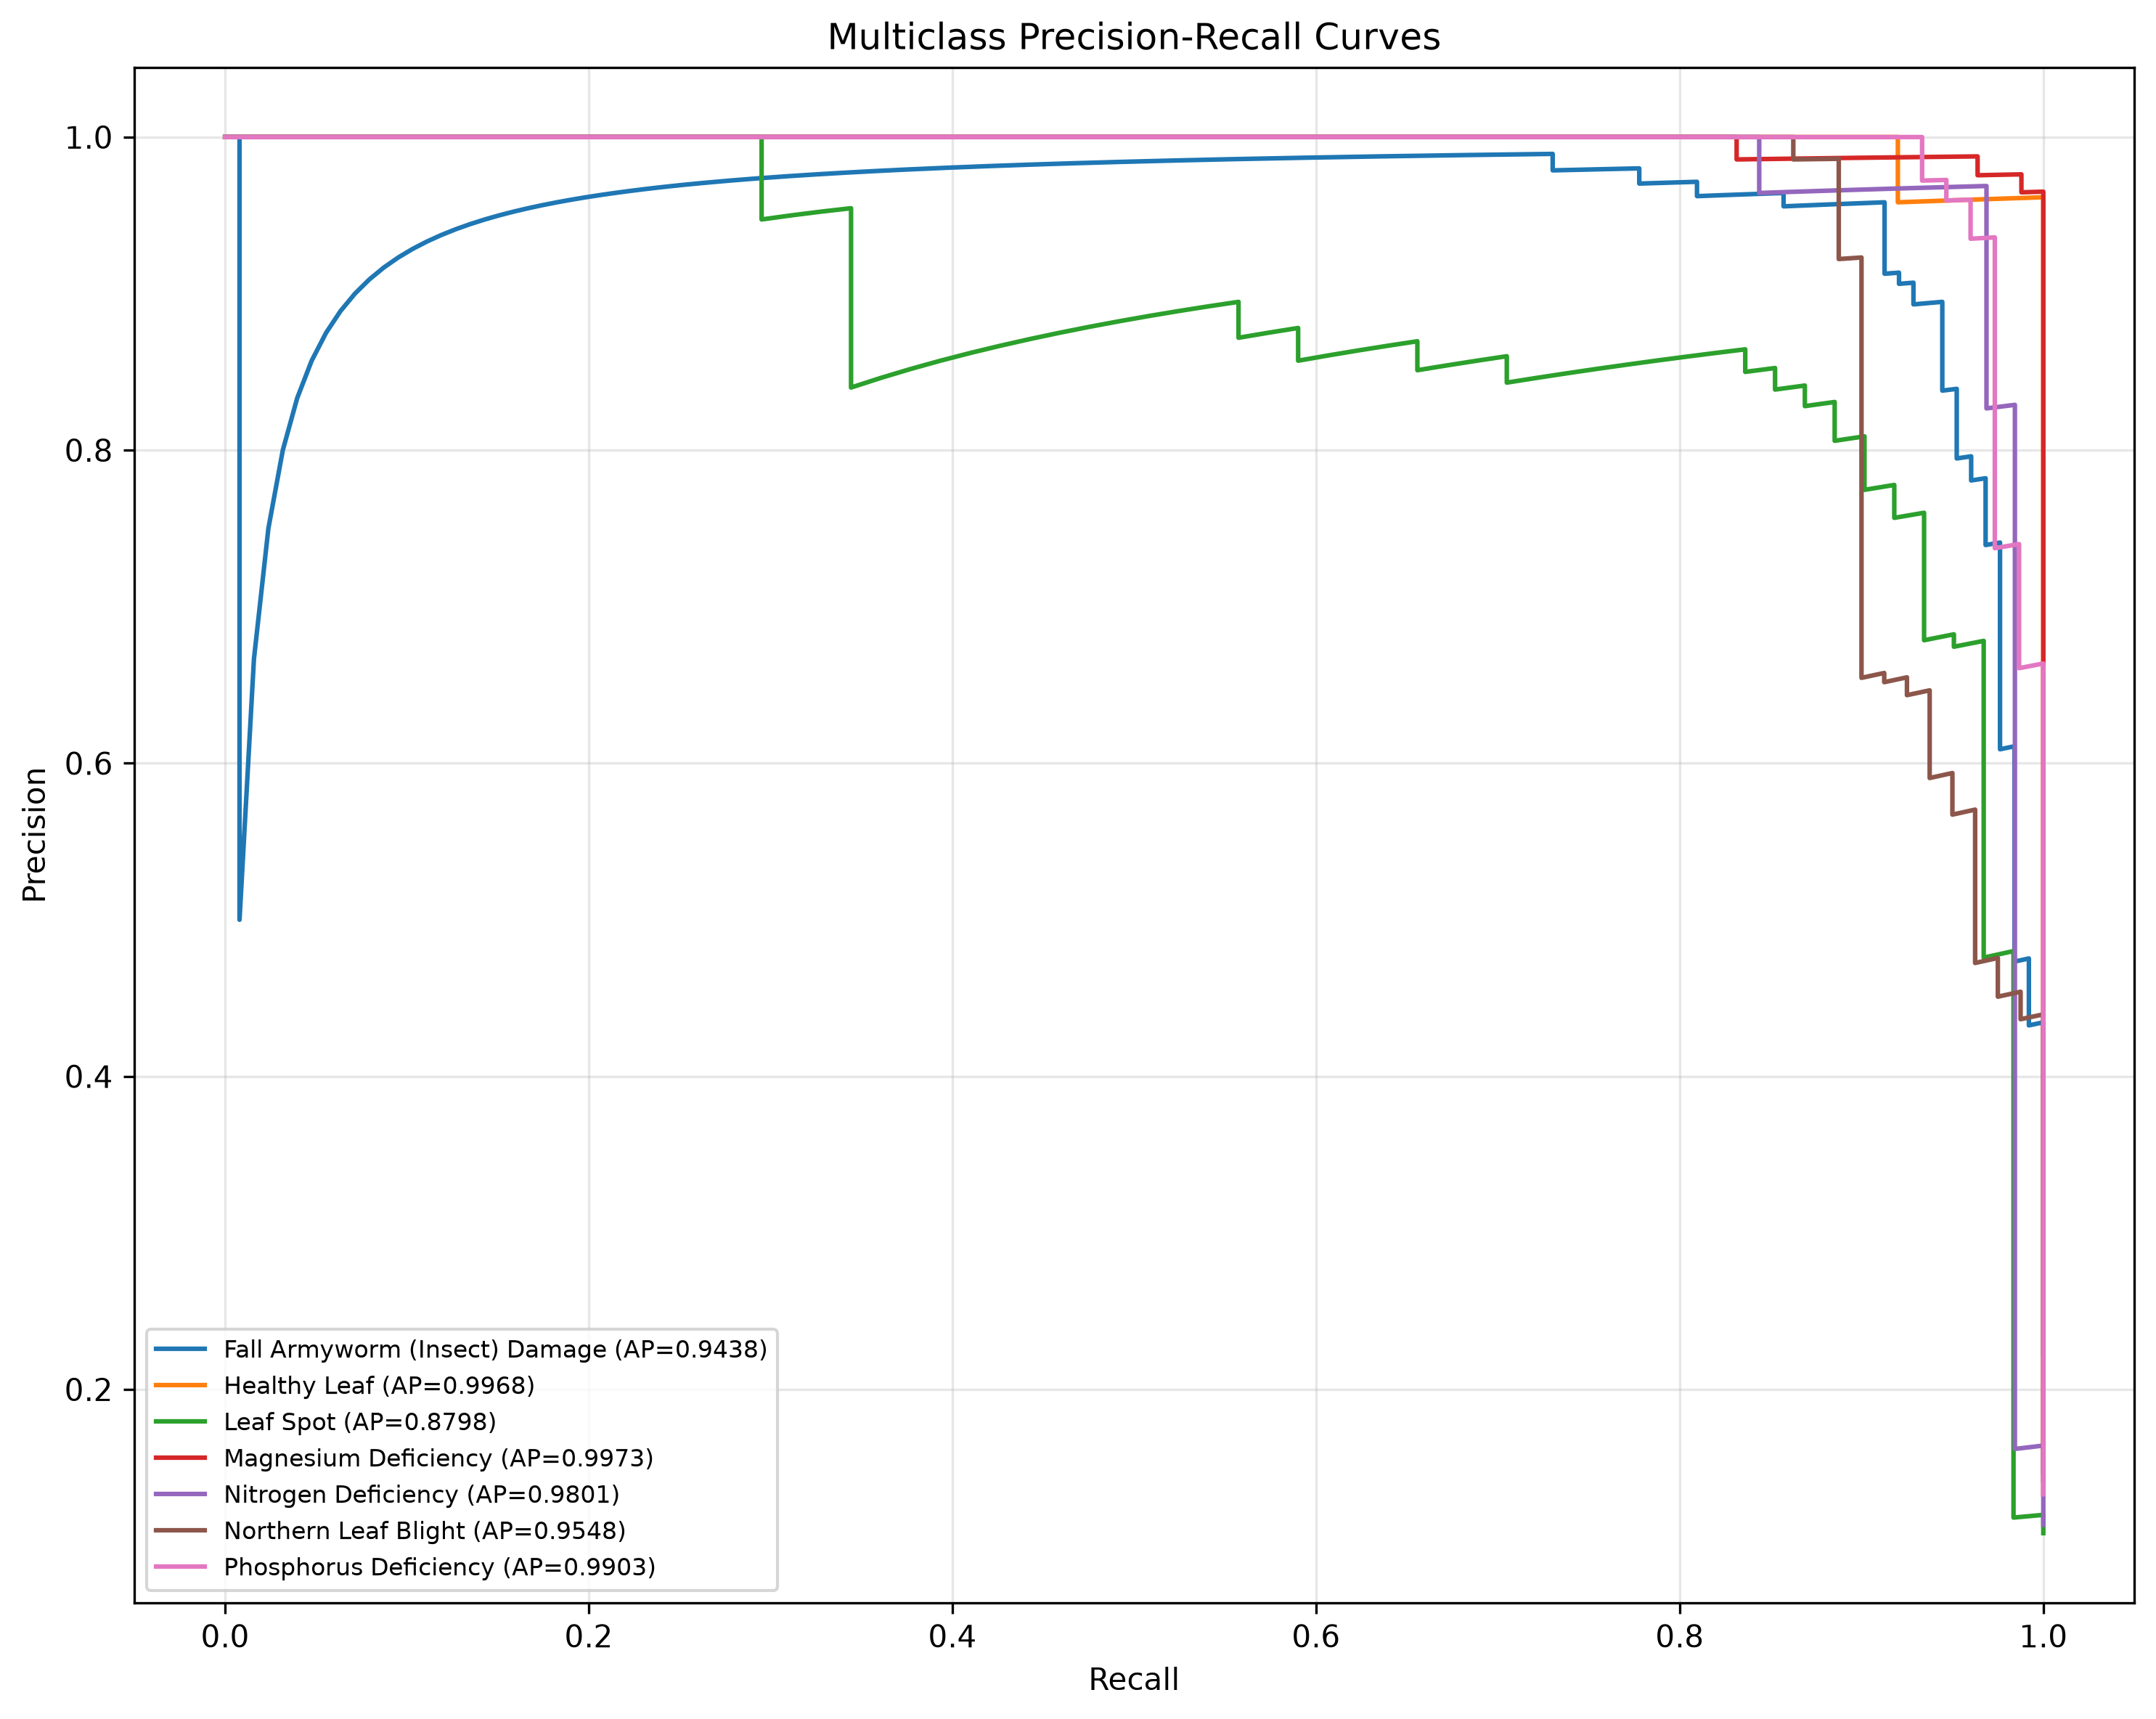 Multiclass Precision-Recall Curves
1.0
0.8
0.6
0.4
0.2
Precision
Fall Armyworm (Insect) Damage (AP=0.9438)
Healthy Leaf (AP=0.9968)
Leaf Spot (AP=0.8798)
Magnesium Deficiency (AP=0.9973)
Nitrogen Deficiency (AP=0.9801)
Northern Leaf Blight (AP=0.9548)
Phosphorus Deficiency (AP=0.9903)
0.0 0.2 0.4 0.6 0.8 1.0
Recall